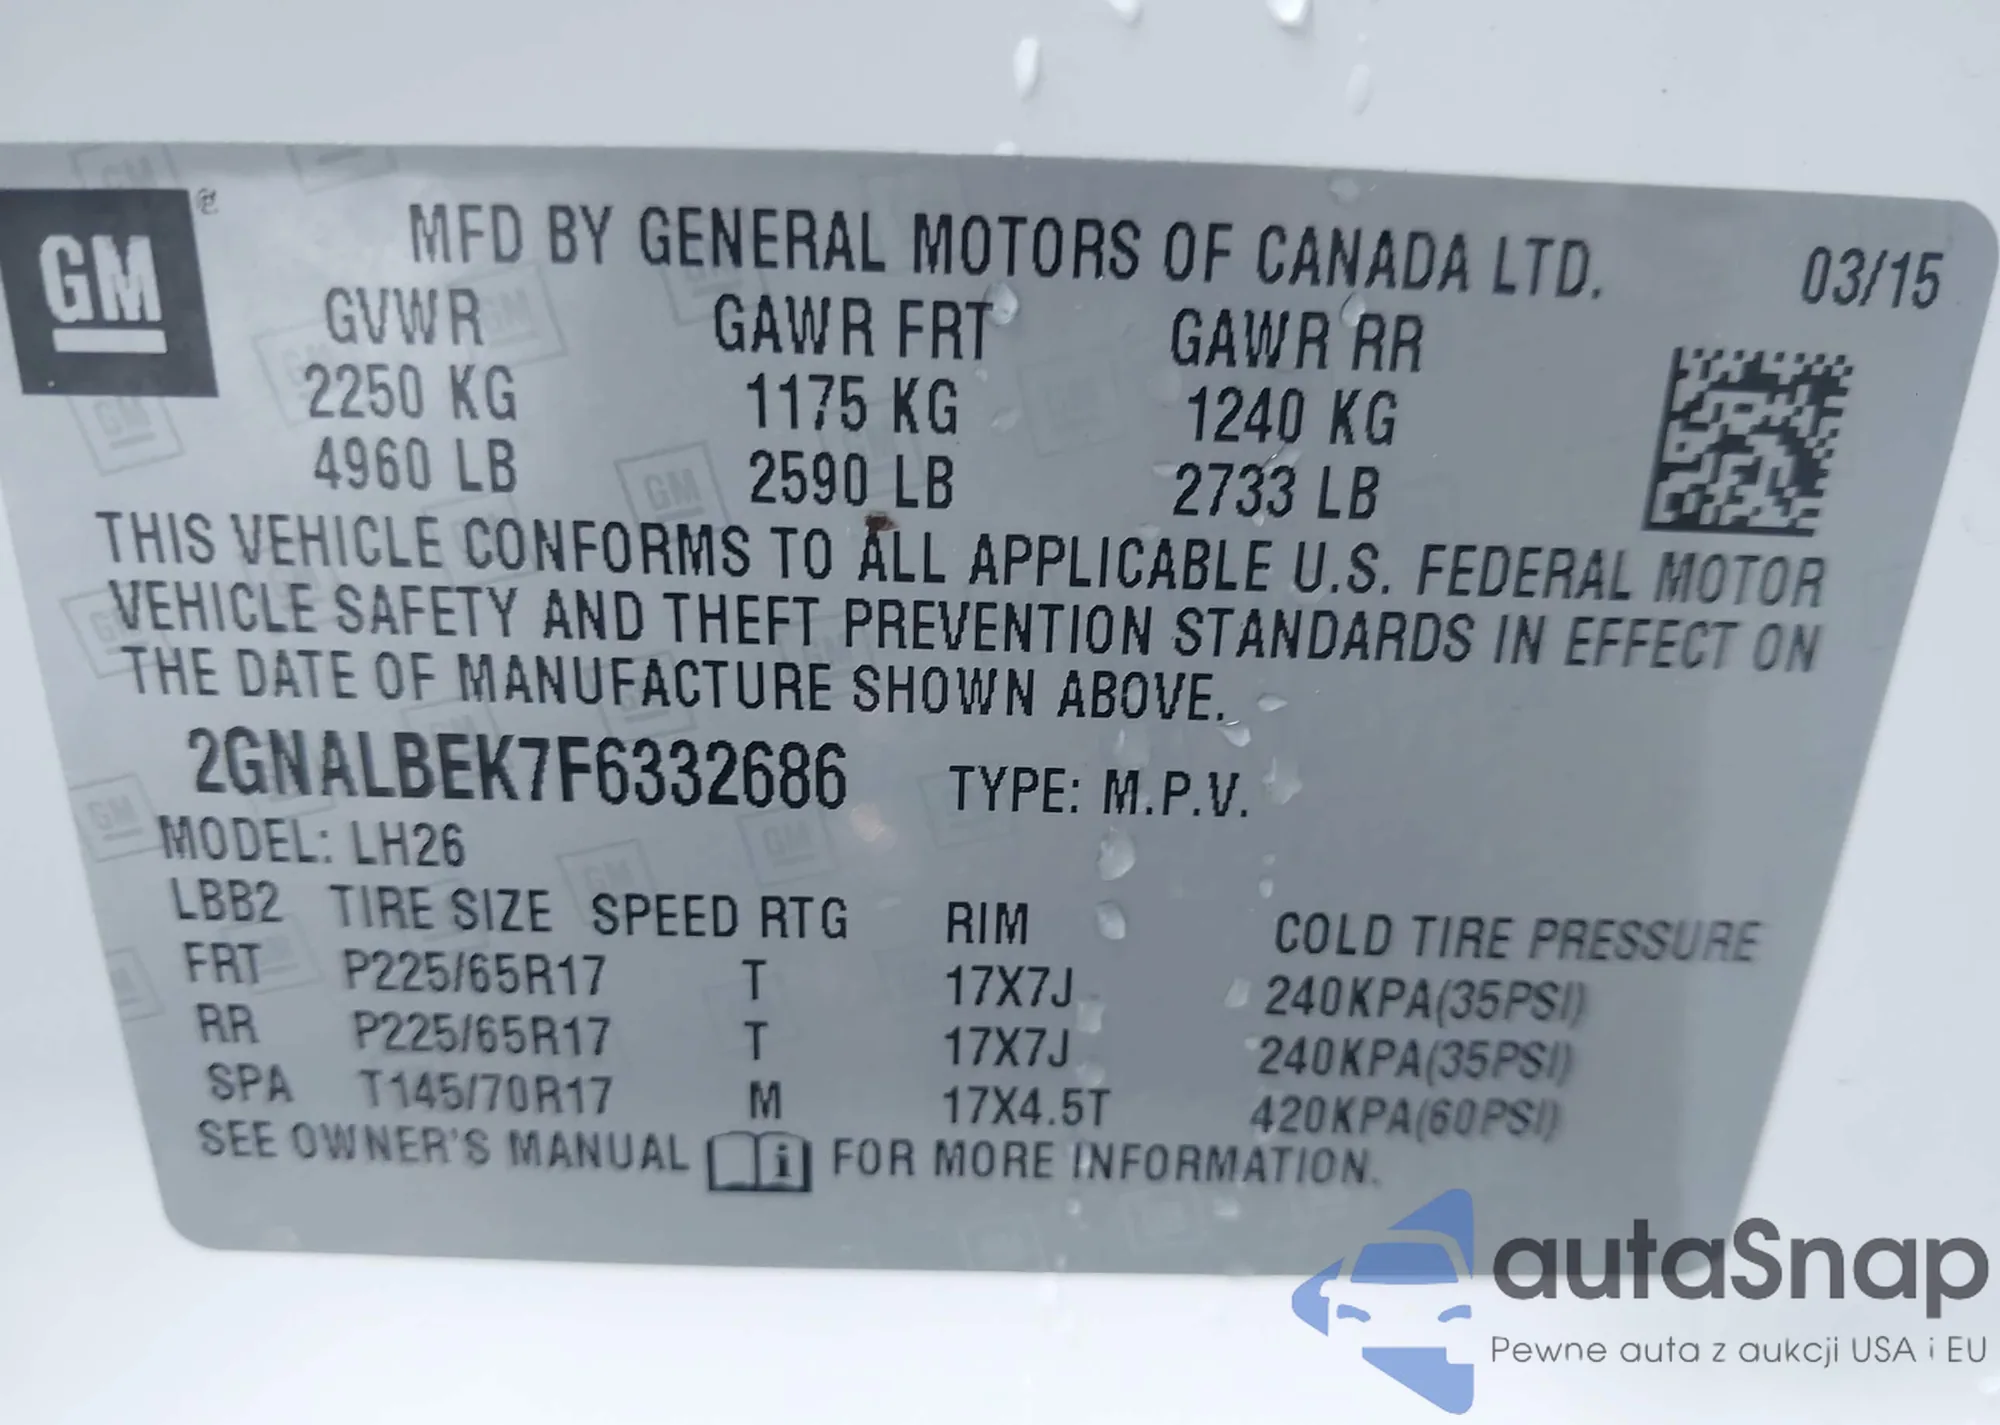 GM ®
MFD BY GENERAL MOTORS OF CANADA LTD. 03/15
GVWR GAWR FRT GAWR RR
2250 KG 1175 KG 1240 KG
4960 LB 2590 LB 2733 LB
THIS VEHICLE CONFORMS TO ALL APPLICABLE U.S. FEDERAL MOTOR
VEHICLE SAFETY AND THEFT PREVENTION STANDARDS IN EFFECT ON
THE DATE OF MANUFACTURE SHOWN ABOVE.
2GNALBEK7F6332686 TYPE: M.P.V.
MODEL: LH26
LBB2 TIRE SIZE SPEED RTG RIM COLD TIRE PRESSURE
FRT P225/65R17 T 17X7J 240KPA(35PSI)
RR P225/65R17 T 17X7J 240KPA(35PSI)
SPA T145/70R17 M 17X4.5T 420KPA(60PSI)
SEE OWNER'S MANUAL i FOR MORE INFORMATION.
autaSnap
Pewne auta z aukcji USA i EU